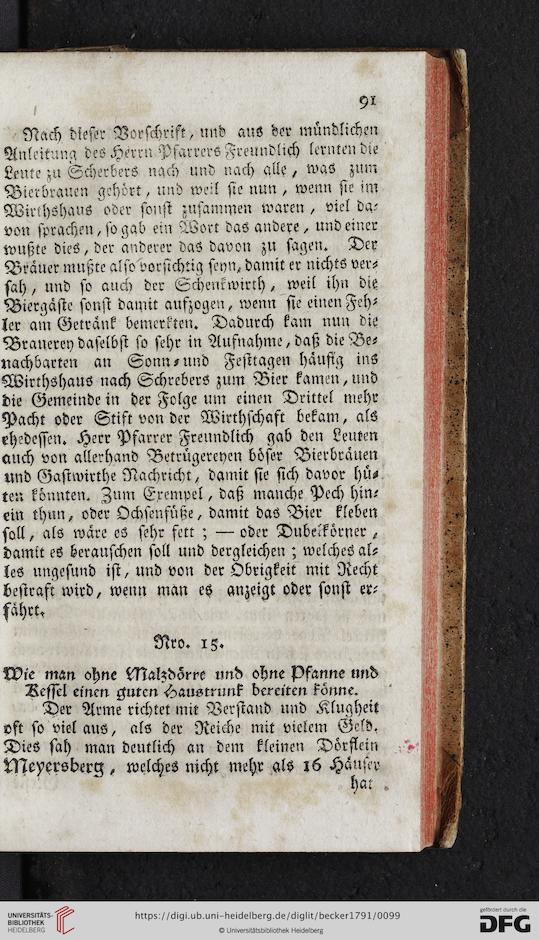 91
Nach dieser Vorschrift, und aus der mündlichen
Anleitung des Herrn Pfarrers Freundlich lernten die
Leute zu Scherbers nach und nach alle, was zum
Bierbrauen gehört, und weil sie nun, wenn sie im
Wirthshaus oder sonst zusammen waren, viel da-
von sprachen, so gab ein Wort das andere, und einer
wußte dies, der anderer das davon zu sagen. Der
Bräuer mußte also vorsichtig seyn, damit er nichts ver-
sah, und so auch der Schenkwirth, weil ihn die
Biergäste sonst damit aufzogen, wenn sie einen Feh-
ler am Getränk bemerkten. Dadurch kam nun die
Brauerey daselbst so sehr in Aufnahme, daß die Be-
nachbarten an Sonn- und Festtagen häufig ins
Wirthshaus nach Schrebers zum Bier kamen, und
die Gemeinde in der Folge um einen Drittel mehr
Pacht oder Stift von der Wirthschaft bekam, als
ehedessen. Herr Pfarrer Freundlich gab den Leuten
auch von allerhand Betrügereyen böser Bierbräuen
und Gastwirthe Nachricht, damit sie sich davor hü-
ten könnten. Zum Exempel, daß manche Pech hin-
ein thun, oder Ochsenfüße, damit das Bier kleben
soll, als wäre es sehr fett; — oder Dubelkörner,
damit es berauschen soll und dergleichen; welches al-
les ungesund ist, und von der Obrigkeit mit Recht
bestraft wird, wenn man es anzeigt oder sonst er-
fährt.
Nro. 15.
Wie man ohne Malzdörre und ohne Pfanne und
Kessel einen guten Haustrunk bereiten könne.
Der Arme richtet mit Verstand und Klugheit
oft so viel aus, als der Reiche mit vielem Geld.
Dies sah man deutlich an dem kleinen Dörflein
Meyersberg, welches nicht mehr als 16 Häuser
hat
UNIVERSITÄTS-
BIBLIOTHEK
HEIDELBERG
https://digi.ub.uni-heidelberg.de/diglit/becker1791/0099
© Universitätsbibliothek Heidelberg
gefördert durch die
DFG